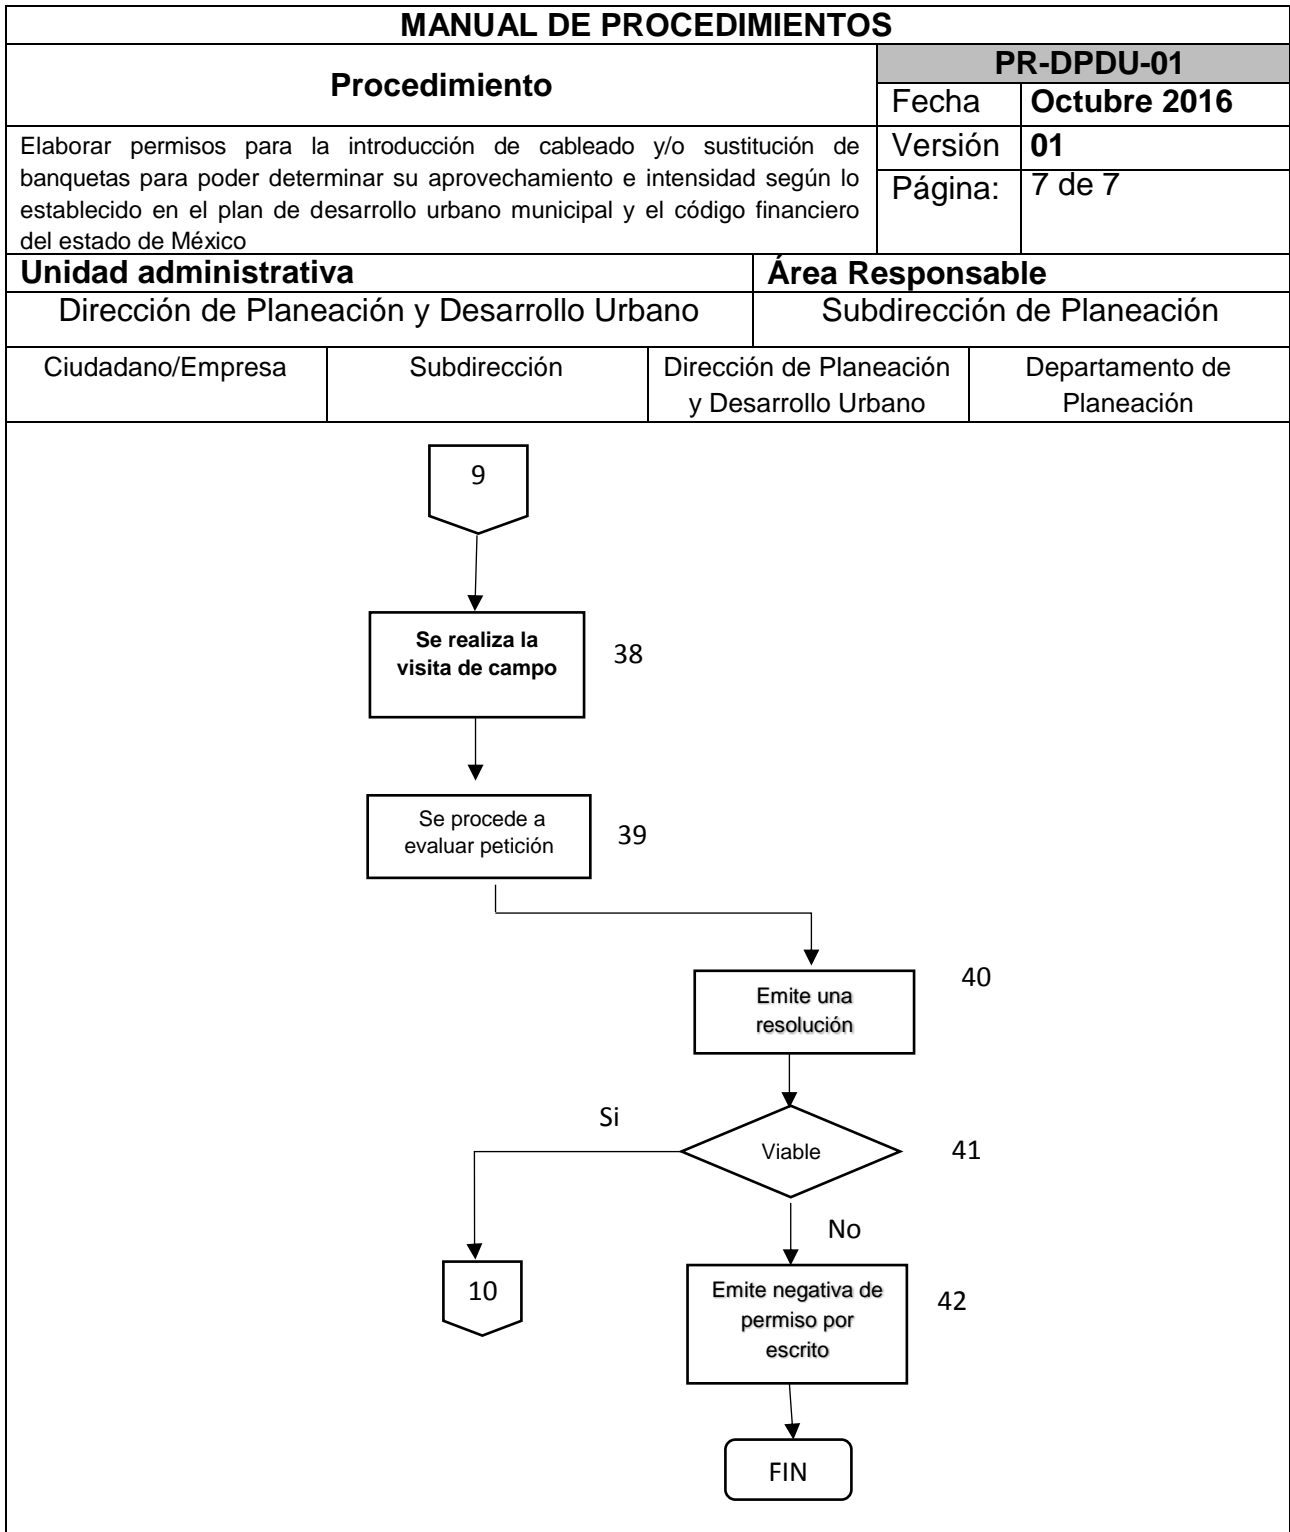 MANUAL DE PROCEDIMIENTOS
Procedimiento
PR-DPDU-01
Fecha
Octubre 2016
Elaborar permisos para la introducción de cableado y/o sustitución de
banquetas para poder determinar su aprovechamiento e intensidad según lo
establecido en el plan de desarrollo urbano municipal y el código financiero
del estado de México
Versión
01
Página:
7 de 7
Unidad administrativa
Área Responsable
Dirección de Planeación y Desarrollo Urbano
Subdirección de Planeación
Ciudadano/Empresa
Subdirección
Dirección de Planeación
y Desarrollo Urbano
Departamento de
Planeación
9
Se realiza la
visita de campo
38
Se procede a
evaluar petición
39
Emite una
resolución
40
Si
Viable
41
No
10
Emite negativa de
permiso por
escrito
42
FIN